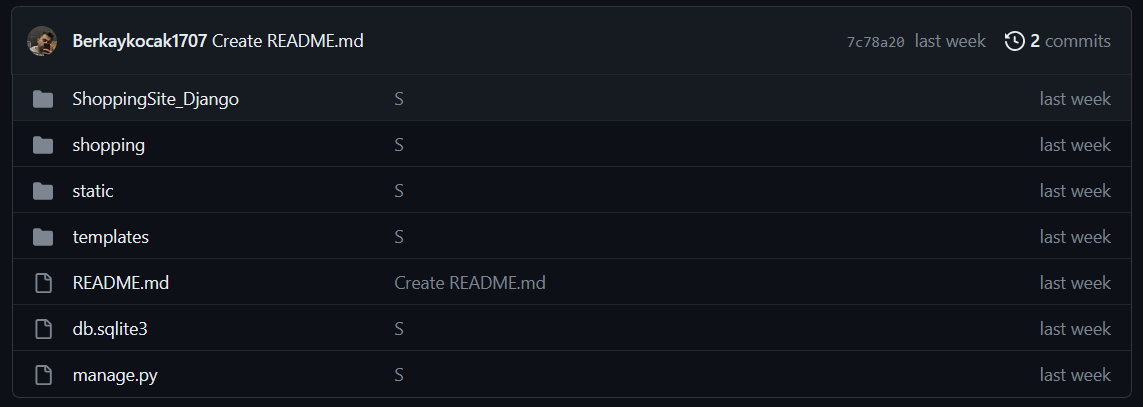 Berkaykocak1707 Create README.md 7c78a20 last week 2 commits
ShoppingSite_Django S last week
shopping S last week
static S last week
templates S last week
README.md Create README.md last week
db.sqlite3 S last week
manage.py S last week